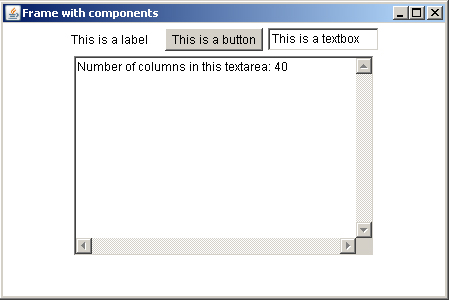 Frame with components
This is a label This is a button This is a textbox
Number of columns in this textarea: 40